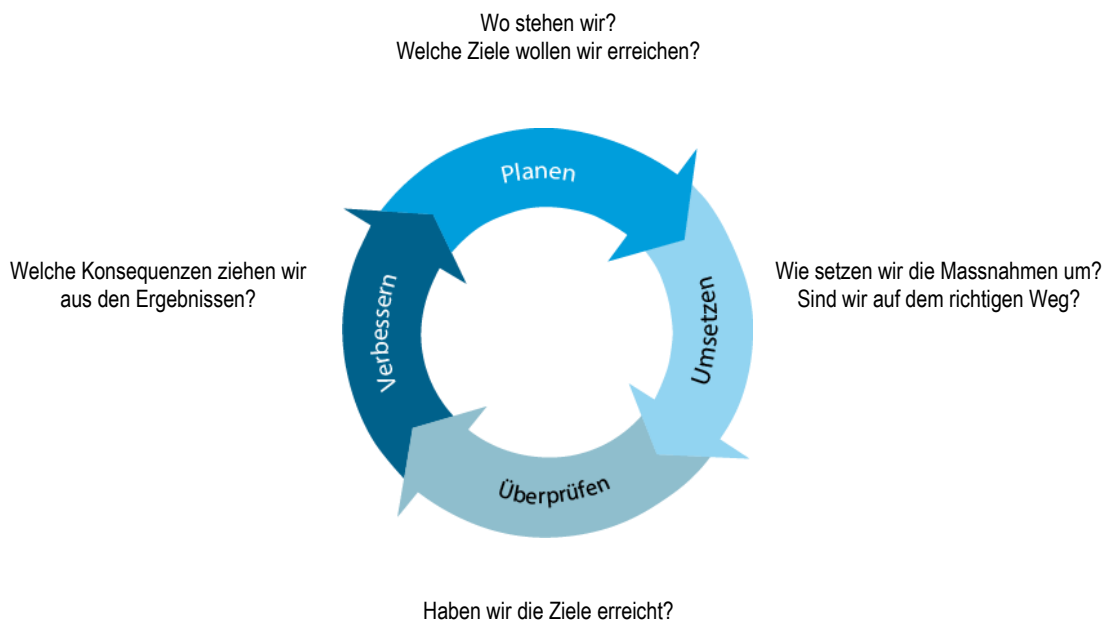 Wo stehen wir?
Welche Ziele wollen wir erreichen?
Planen
Welche Konsequenzen ziehen wir
aus den Ergebnissen?
Wie setzen wir die Massnahmen um?
Sind wir auf dem richtigen Weg?
Verbessern
Umsetzen
Überprüfen
Haben wir die Ziele erreicht?